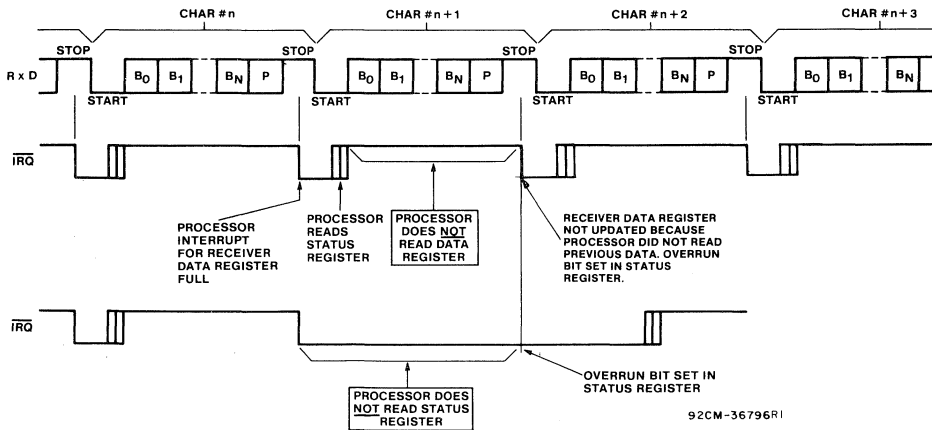 CHAR #n CHAR #n+1 CHAR #n+2 CHAR #n+3
STOP STOP STOP STOP
R x D B0 B1 BN P B0 B1 BN P B0 B1 BN P B0 B1 BN
START START START START
IRQ
PROCESSOR
INTERRUPT
FOR RECEIVER
DATA REGISTER
FULL
PROCESSOR
READS
STATUS
REGISTER
PROCESSOR
DOES NOT
READ DATA
REGISTER
RECEIVER DATA REGISTER
NOT UPDATED BECAUSE
PROCESSOR DID NOT READ
PREVIOUS DATA. OVERRUN
BIT SET IN STATUS
REGISTER.
IRQ
PROCESSOR DOES
NOT READ STATUS
REGISTER
OVERRUN BIT SET IN
STATUS REGISTER
92CM-36796R1